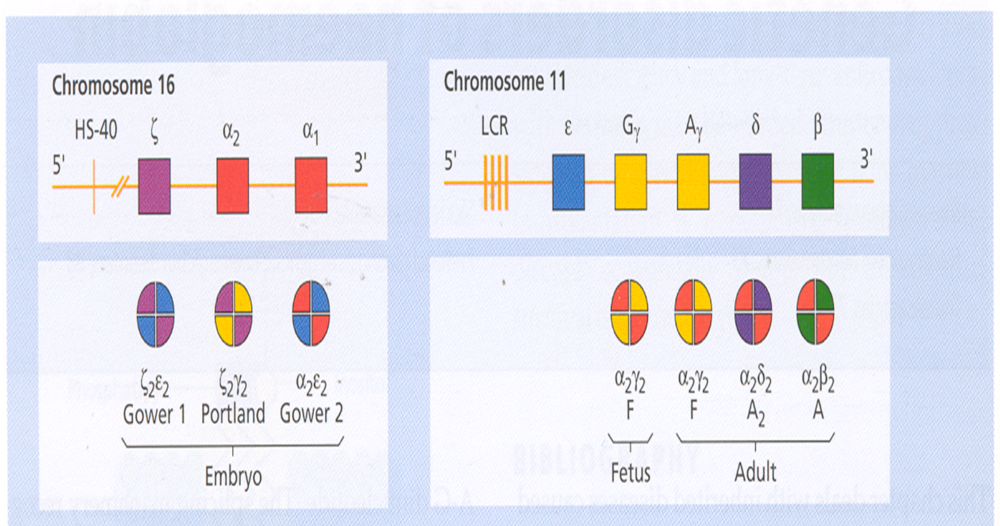 Chromosome 16
HS-40 ζ α2 α1
5' 3'
ζ2ε2 ζ2γ2 α2ε2
Gower 1 Portland Gower 2
Embryo
Chromosome 11
LCR ε Gγ Aγ δ β
5' 3'
α2γ2 α2γ2 α2δ2 α2β2
F F A2 A
Fetus Adult
BIBLIOGRAPHY